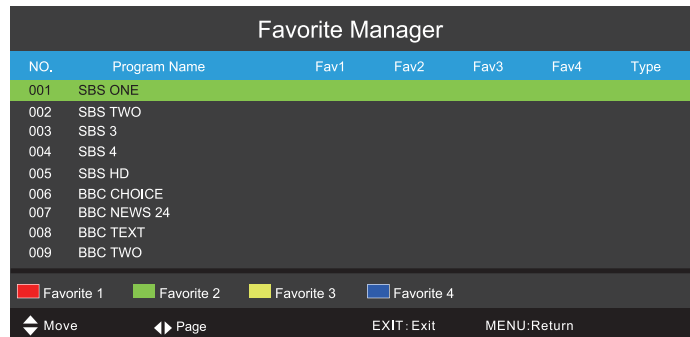 Favorite Manager
NO. Program Name Fav1 Fav2 Fav3 Fav4 Type
001 SBS ONE
002 SBS TWO
003 SBS 3
004 SBS 4
005 SBS HD
006 BBC CHOICE
007 BBC NEWS 24
008 BBC TEXT
009 BBC TWO
Favorite 1 Favorite 2 Favorite 3 Favorite 4
Move Page EXIT:Exit MENU:Return